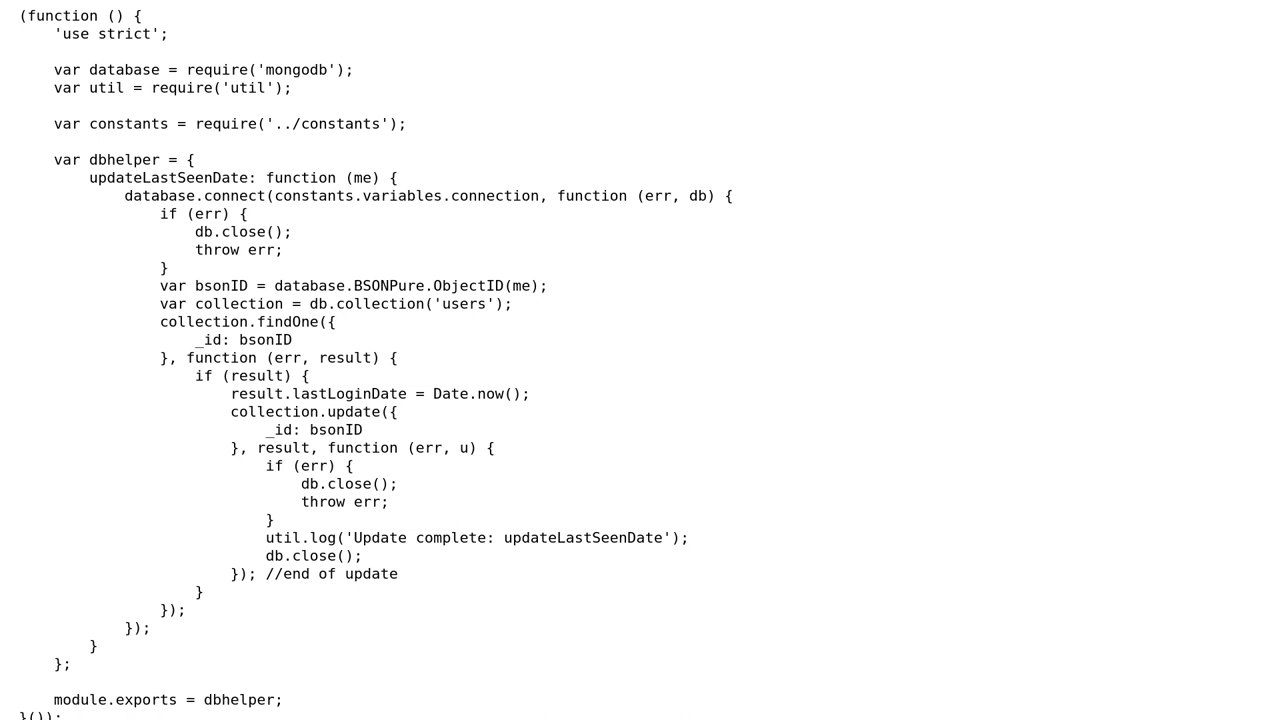 (function () {
    'use strict';

    var database = require('mongodb');
    var util = require('util');

    var constants = require('../constants');

    var dbhelper = {
        updateLastSeenDate: function (me) {
            database.connect(constants.variables.connection, function (err, db) {
                if (err) {
                    db.close();
                    throw err;
                }
                var bsonID = database.BSONPure.ObjectID(me);
                var collection = db.collection('users');
                collection.findOne({
                    _id: bsonID
                }, function (err, result) {
                    if (result) {
                        result.lastLoginDate = Date.now();
                        collection.update({
                            _id: bsonID
                        }, result, function (err, u) {
                            if (err) {
                                db.close();
                                throw err;
                            }
                            util.log('Update complete: updateLastSeenDate');
                            db.close();
                        }); //end of update
                    }
                });
            });
        }
    };

    module.exports = dbhelper;
}());